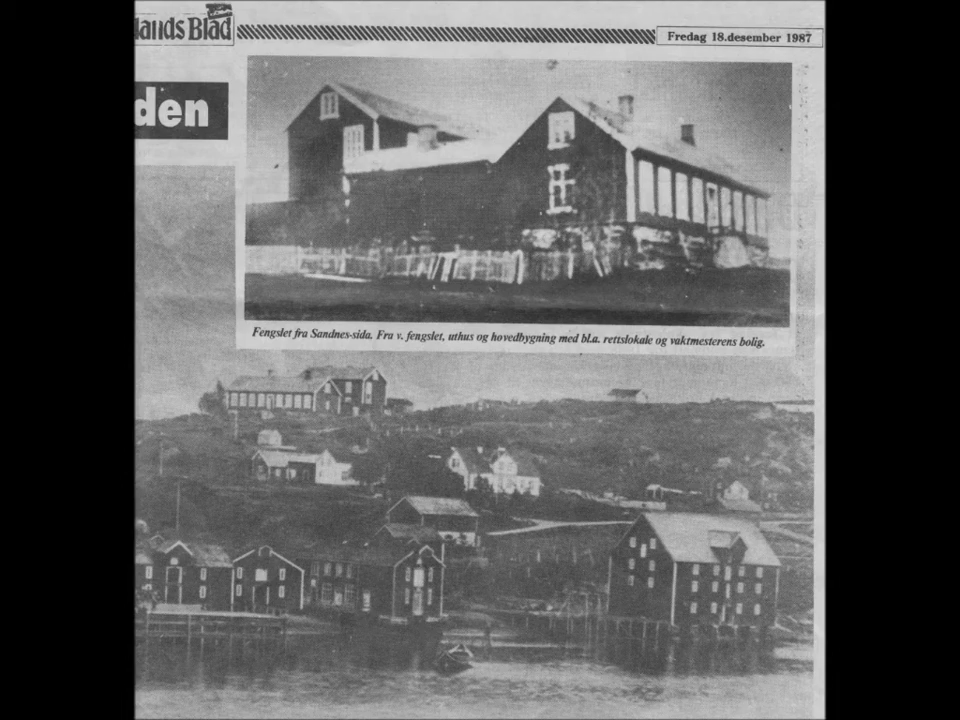 lands Blad
Fredag 18.desember 1987
den
Fengslet fra Sandnes-sida. Fra v. fengslet, uthus og hovedbygning med bl.a. rettslokale og vaktmesterens bolig.